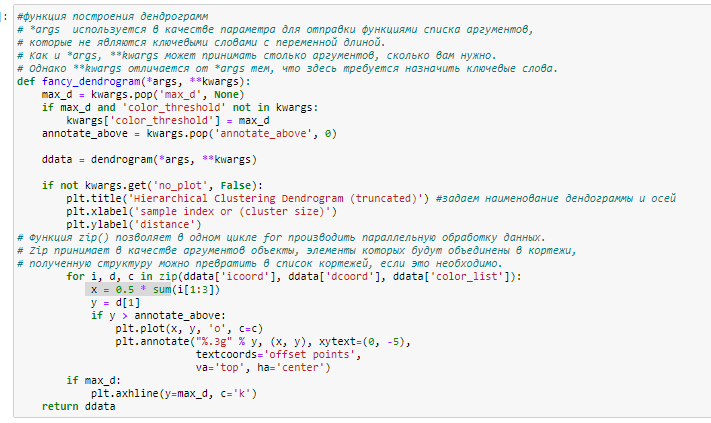 ]: #функция построения дендрограмм
# *args  используется в качестве параметра для отправки функциями списка аргументов,
# которые не являются ключевыми словами с переменной длиной.
# Как и *args, **kwargs может принимать столько аргументов, сколько вам нужно.
# Однако **kwargs отличается от *args тем, что здесь требуется назначить ключевые слова.
def fancy_dendrogram(*args, **kwargs):
    max_d = kwargs.pop('max_d', None)
    if max_d and 'color_threshold' not in kwargs:
        kwargs['color_threshold'] = max_d
    annotate_above = kwargs.pop('annotate_above', 0)

    ddata = dendrogram(*args, **kwargs)

    if not kwargs.get('no_plot', False):
        plt.title('Hierarchical Clustering Dendrogram (truncated)') #задаем наименование дендограммы и осей
        plt.xlabel('sample index or (cluster size)')
        plt.ylabel('distance')
# Функция zip() позволяет в одном цикле for производить параллельную обработку данных.
# Zip принимает в качестве аргументов объекты, элементы которых будут объединены в кортежи,
# полученную структуру можно превратить в список кортежей, если это необходимо.
        for i, d, c in zip(ddata['icoord'], ddata['dcoord'], ddata['color_list']):
            x = 0.5 * sum(i[1:3])
            y = d[1]
            if y > annotate_above:
                plt.plot(x, y, 'o', c=c)
                plt.annotate("%.3g" % y, (x, y), xytext=(0, -5),
                             textcoords='offset points',
                             va='top', ha='center')
        if max_d:
            plt.axhline(y=max_d, c='k')
    return ddata